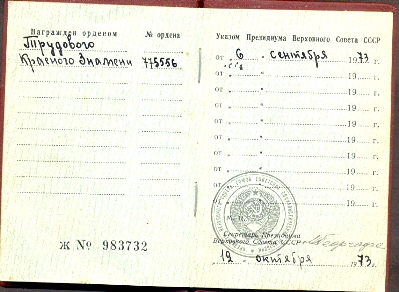 Награжден орденом № ордена
Трудового
Красного Знамени 775556
Ж № 983732
Указом Президиума Верховного Совета СССР
от „ 6 “ сентября 1973 г.
от „ “ 19 г.
от „ “ 19 г.
от „ “ 19 г.
от „ “ 19 г.
от „ “ 19 г.
от „ “ 19 г.
от „ “ 19 г.
от „ “ 19 г.
от „ “ 19 г.
Секретарь Президиума
Верховного Совета СССР
„12“ октября 1973 г.